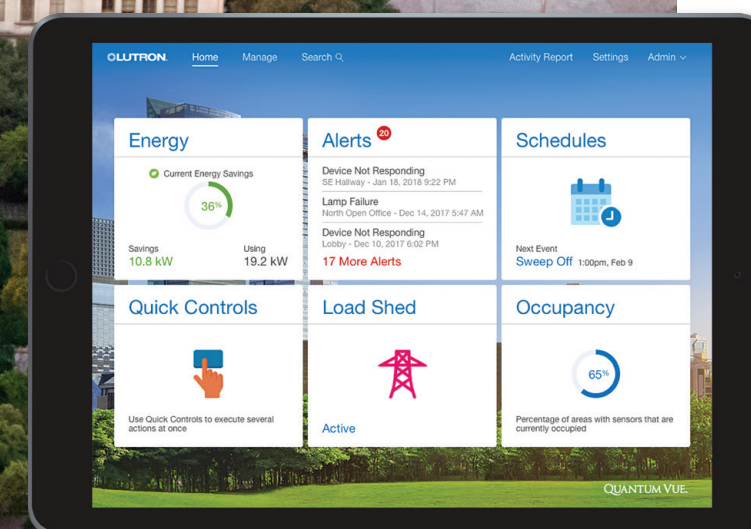 LUTRON
Home
Manage
Search
Activity Report
Settings
Admin
Energy
Current Energy Savings
36%
Savings
10.8 kW
Using
19.2 kW
Alerts 20
Device Not Responding
SE Hallway - Jan 18, 2018 9:22 PM
Lamp Failure
North Open Office - Dec 14, 2017 5:47 AM
Device Not Responding
Lobby - Dec 10, 2017 6:02 PM
17 More Alerts
Schedules
Next Event
Sweep Off 1:00pm, Feb 9
Quick Controls
Use Quick Controls to execute several
actions at once
Load Shed
Active
Occupancy
65%
Percentage of areas with sensors that are
currently occupied
QUANTUM VUE.